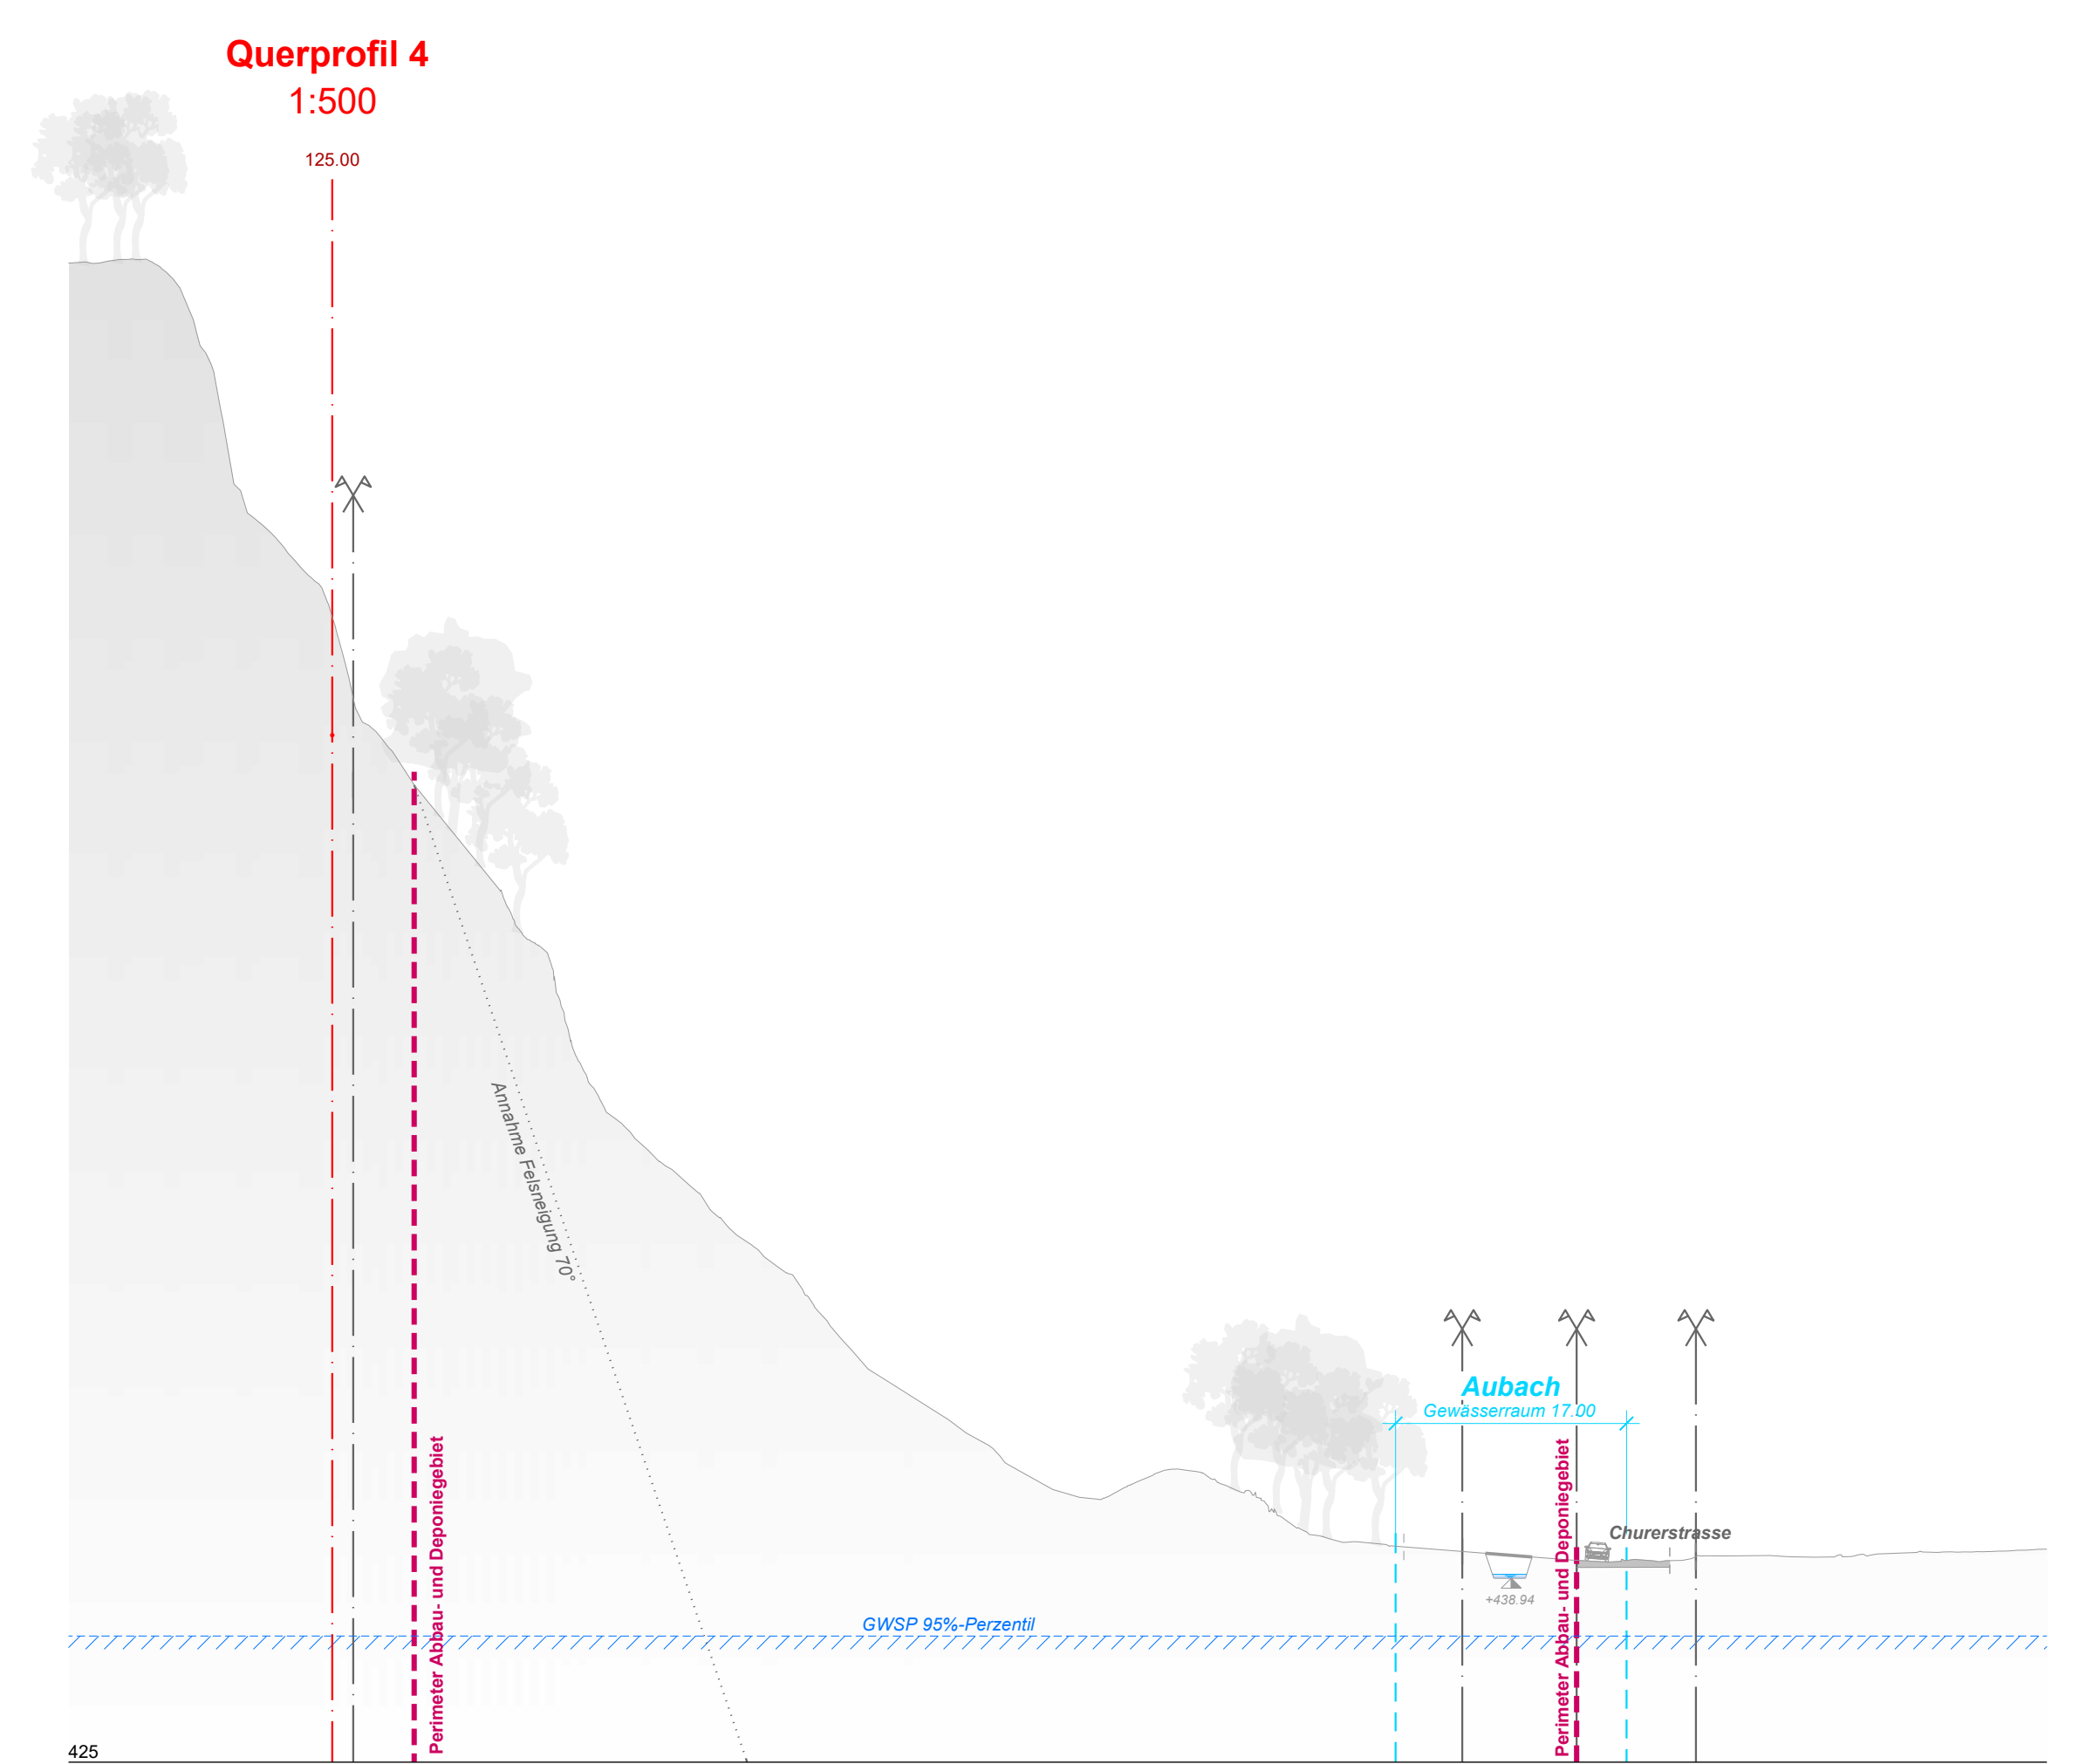 Querprofil 4
1:500
125.00
Annahme Felsneigung 70°
Perimeter Abbau- und Deponiegebiet
Aubach
Gewässerraum 17.00
Perimeter Abbau- und Deponiegebiet
Churerstrasse
+438.94
GWSP 95%-Perzentil
425